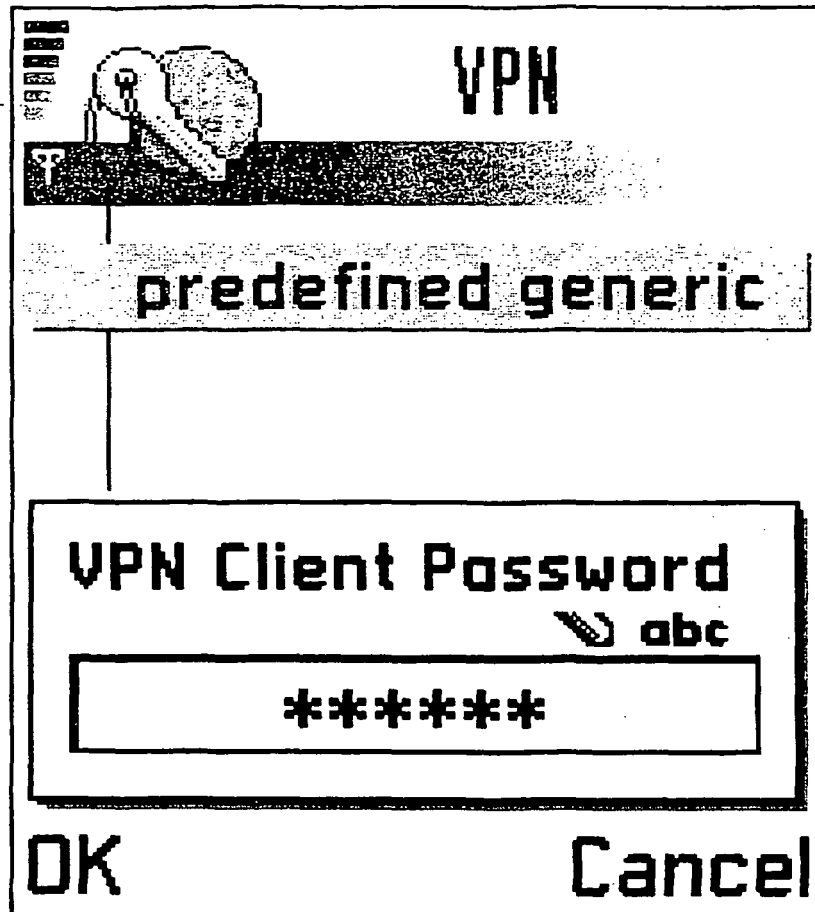 VPN
predefined generic
VPN Client Password
abc
******
OK Cancel